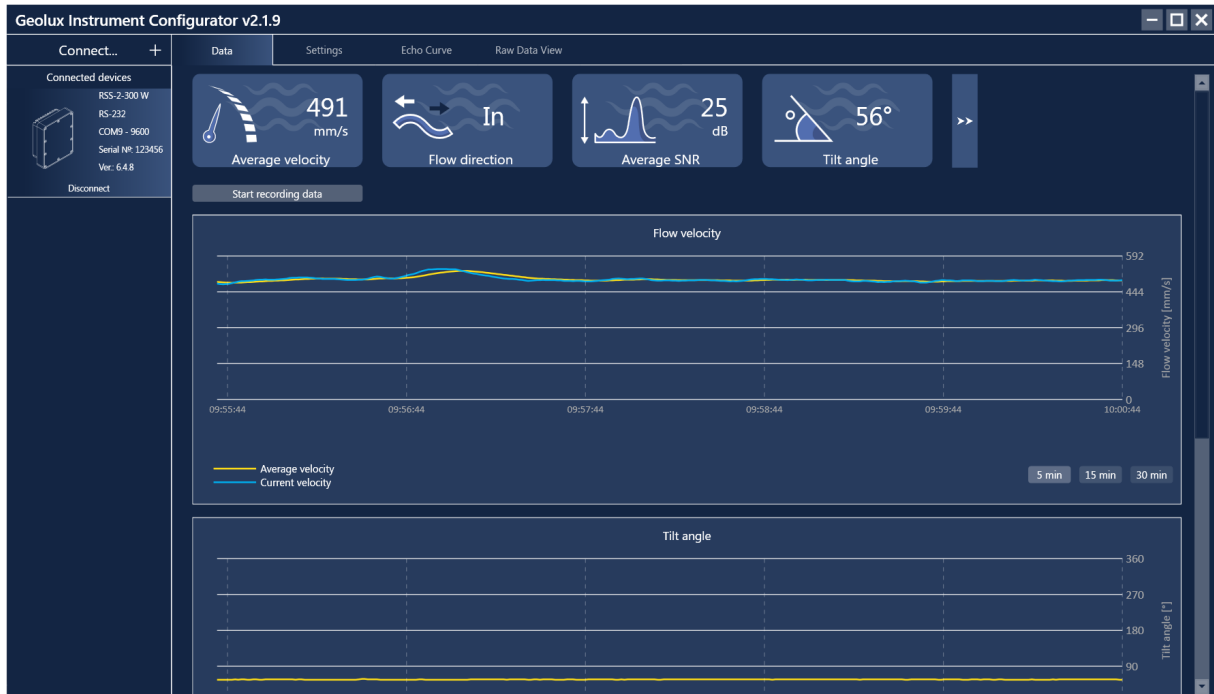 Geolux Instrument Configurator v2.1.9
Connect... +
Data Settings Echo Curve Raw Data View
Connected devices
RSS-2-300 W
RS-232
COM9 - 9600
Serial Nº: 123456
Ver.: 6.4.8
Disconnect
491
mm/s
Average velocity
In
Flow direction
25
dB
Average SNR
56°
Tilt angle
Start recording data
Flow velocity
592
444
296
148
0
Flow velocity [mm/s]
09:55:44 09:56:44 09:57:44 09:58:44 09:59:44 10:00:44
Average velocity
Current velocity
5 min 15 min 30 min
Tilt angle
360
270
180
90
Tilt angle [°]